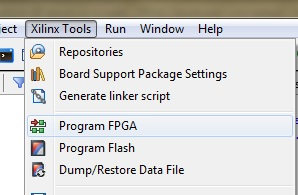 ject Xilinx Tools Run Window Help
Repositories
Board Support Package Settings
Generate linker script
Program FPGA
Program Flash
Dump/Restore Data File